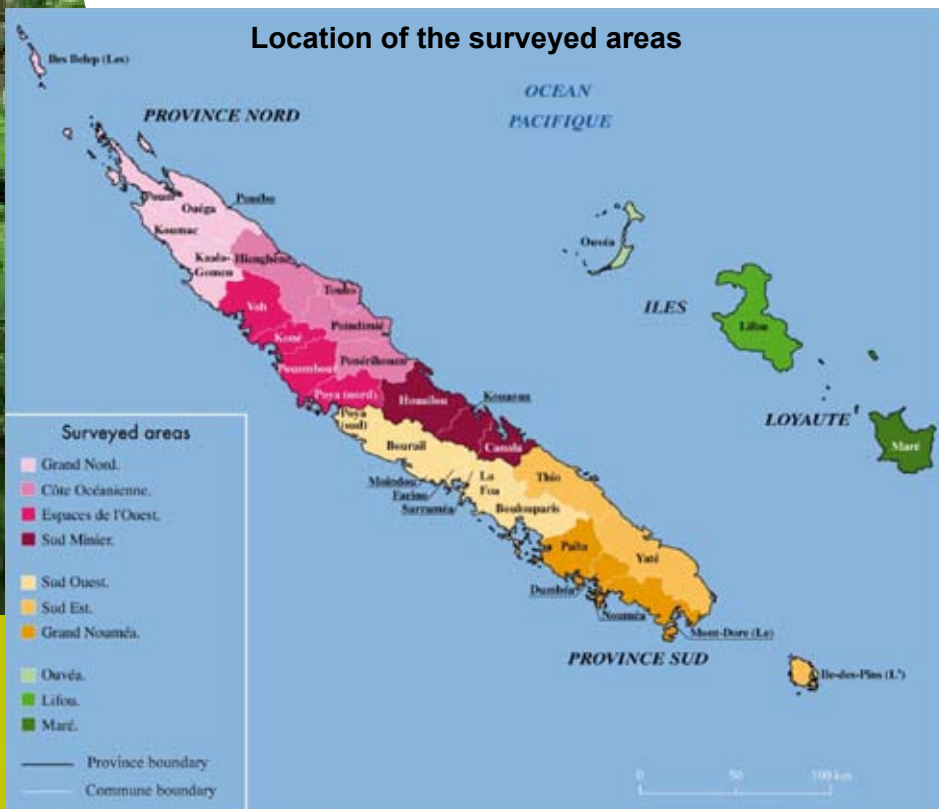 Location of the surveyed areas
Iles Belep (Les)
OCEAN
PACIFIQUE
PROVINCE NORD
Poum
Ouéga
Pouébo
Koumac
Kaala-
Gomen
Hienghène
Touho
Voh
Poindimié
Koné
Ponérihouen
Pouembout
Poya (nord)
Houaïlou
Kouaoua
Poya
(sud)
Bourail
Canala
Moindou
Farino
Sarraméa
La
Foa
Thio
Boulouparis
Païta
Yaté
Dumbéa
Nouméa
Mont-Dore (Le)
PROVINCE SUD
Ile-des-Pins (L')
Ouvéa
ILES
Lifou
LOYAUTE
Maré
Surveyed areas
Grand Nord.
Côte Océanienne.
Espaces de l'Ouest.
Sud Minier.
Sud Ouest.
Sud Est.
Grand Nouméa.
Ouvéa.
Lifou.
Maré.
Province boundary
Commune boundary
0 50 100 km